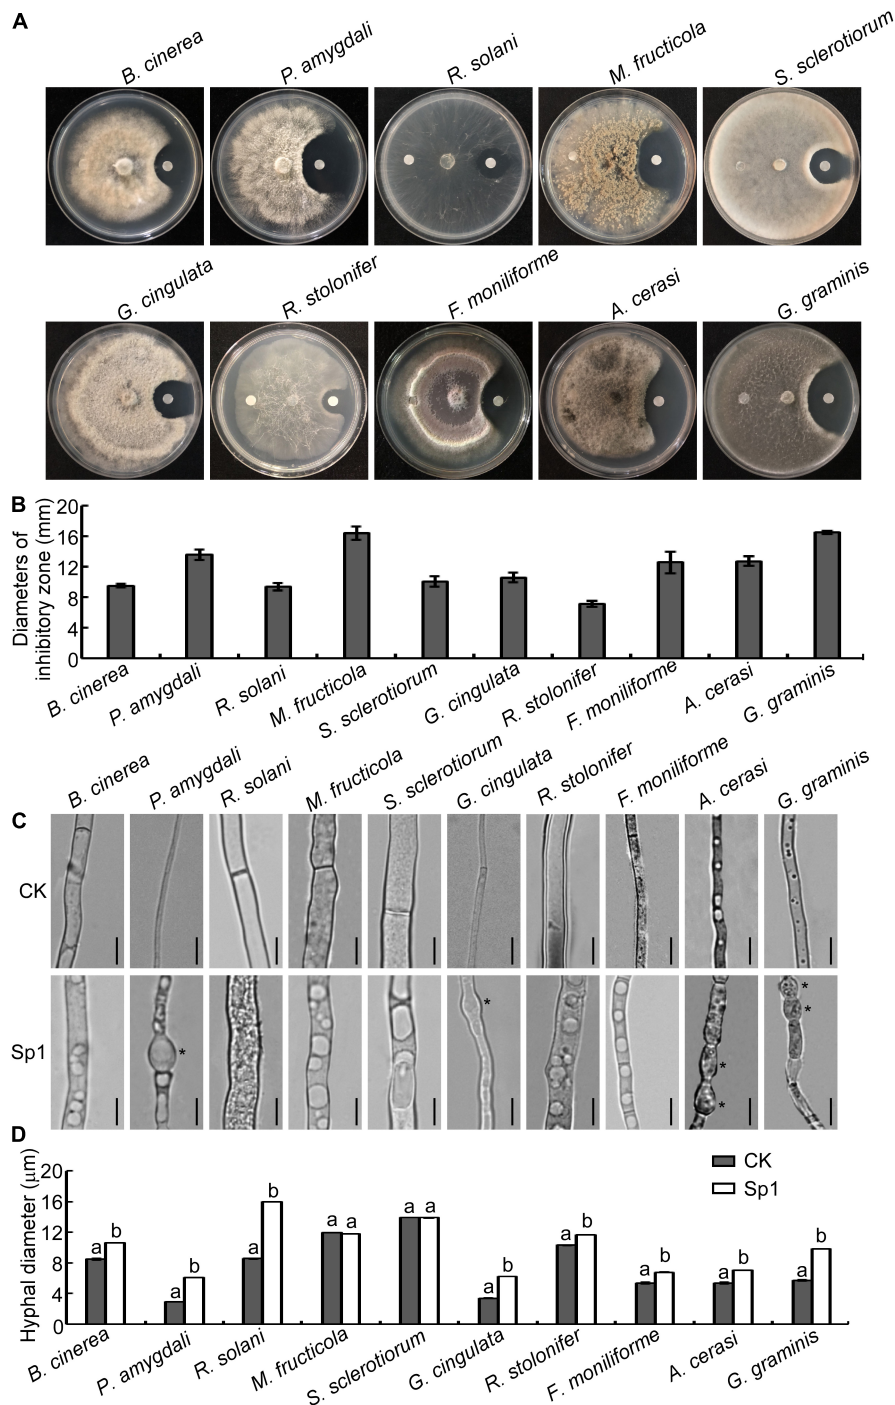 A
B. cinerea
P. amygdali
R. solani
M. fructicola
S. sclerotiorum
G. cingulata
R. stolonifer
F. moniliforme
A. cerasi
G. graminis
B
Diameters of
inhibitory zone (mm)
20
16
12
8
4
0
B. cinerea
P. amygdali
R. solani
M. fructicola
S. sclerotiorum
G. cingulata
R. stolonifer
F. moniliforme
A. cerasi
G. graminis
B. cinerea
P. amygdali
R. solani
M. fructicola
S. sclerotiorum
G. cingulata
R. stolonifer
F. moniliforme
A. cerasi
G. graminis
C
CK
Sp1
*
*
*
*
*
*
D
Hyphal diameter (μm)
20
16
12
8
4
0
CK
Sp1
a b
a b
a b
a a
a a
a b
a b
a b
a b
a b
B. cinerea
P. amygdali
R. solani
M. fructicola
S. sclerotiorum
G. cingulata
R. stolonifer
F. moniliforme
A. cerasi
G. graminis